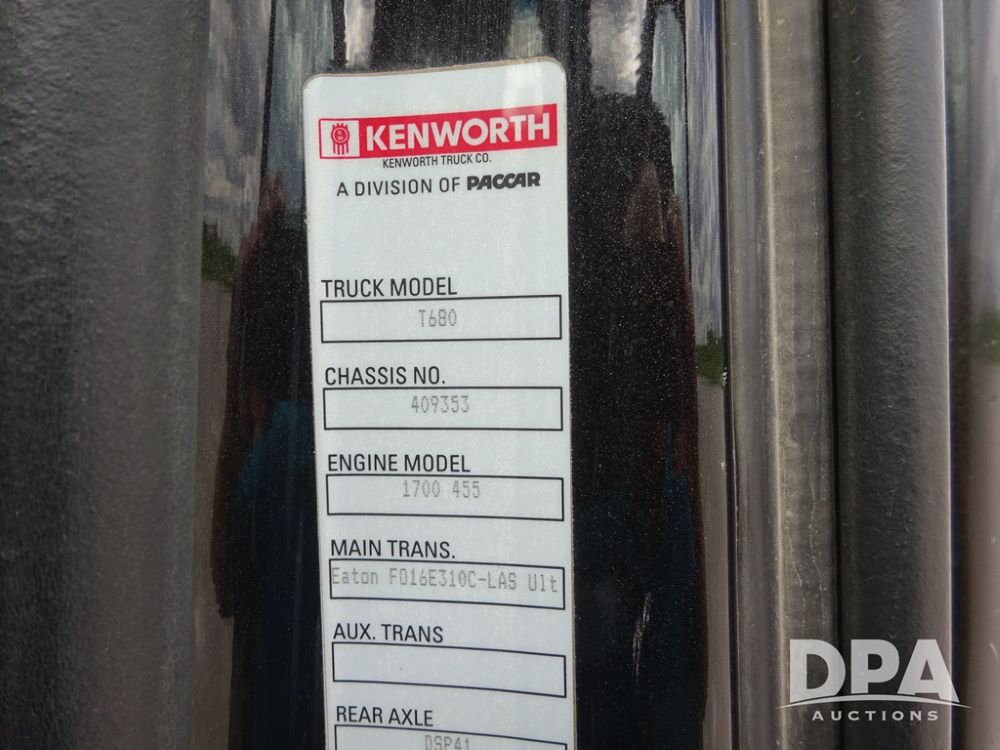 KENWORTH
KENWORTH TRUCK CO.
A DIVISION OF PACCAR
TRUCK MODEL
T680
CHASSIS NO.
409353
ENGINE MODEL
1700 455
MAIN TRANS.
Eaton FO16E310C-LAS Ult
AUX. TRANS
REAR AXLE
DSP41
DPA
AUCTIONS